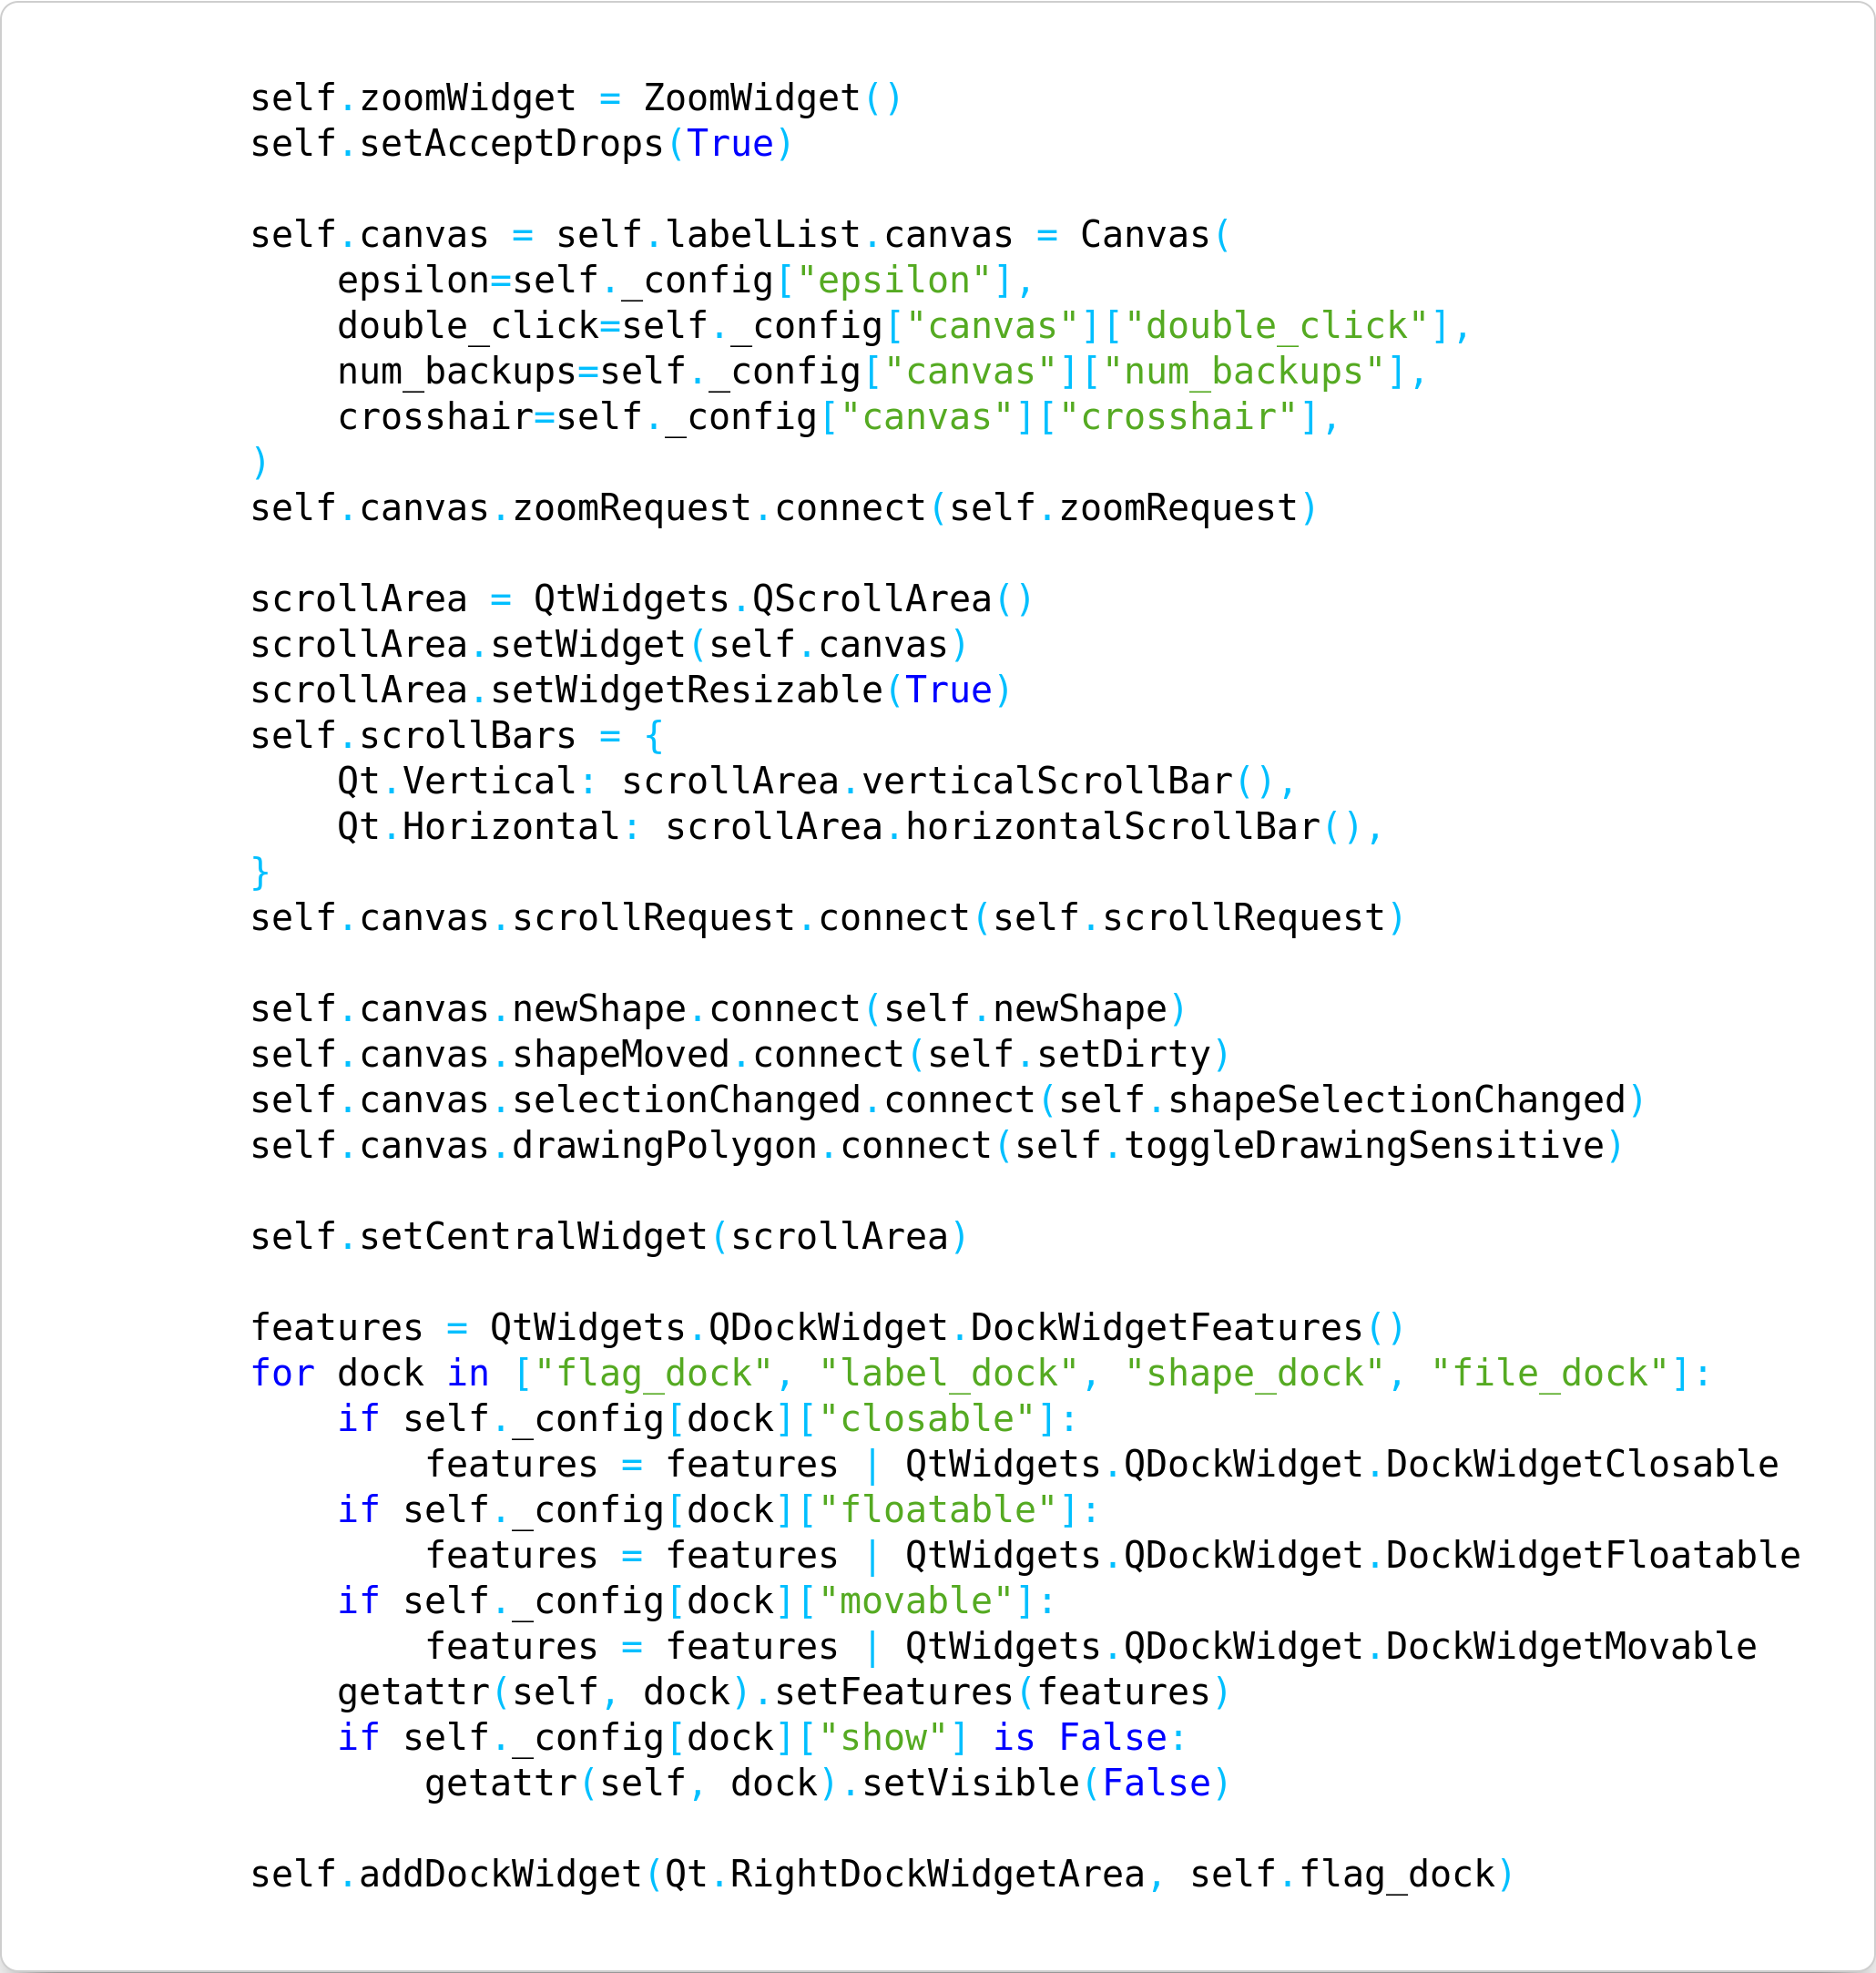 self.zoomWidget = ZoomWidget()
self.setAcceptDrops(True)

self.canvas = self.labelList.canvas = Canvas(
    epsilon=self._config["epsilon"],
    double_click=self._config["canvas"]["double_click"],
    num_backups=self._config["canvas"]["num_backups"],
    crosshair=self._config["canvas"]["crosshair"],
)
self.canvas.zoomRequest.connect(self.zoomRequest)

scrollArea = QtWidgets.QScrollArea()
scrollArea.setWidget(self.canvas)
scrollArea.setWidgetResizable(True)
self.scrollBars = {
    Qt.Vertical: scrollArea.verticalScrollBar(),
    Qt.Horizontal: scrollArea.horizontalScrollBar(),
}
self.canvas.scrollRequest.connect(self.scrollRequest)

self.canvas.newShape.connect(self.newShape)
self.canvas.shapeMoved.connect(self.setDirty)
self.canvas.selectionChanged.connect(self.shapeSelectionChanged)
self.canvas.drawingPolygon.connect(self.toggleDrawingSensitive)

self.setCentralWidget(scrollArea)

features = QtWidgets.QDockWidget.DockWidgetFeatures()
for dock in ["flag_dock", "label_dock", "shape_dock", "file_dock"]:
    if self._config[dock]["closable"]:
        features = features | QtWidgets.QDockWidget.DockWidgetClosable
    if self._config[dock]["floatable"]:
        features = features | QtWidgets.QDockWidget.DockWidgetFloatable
    if self._config[dock]["movable"]:
        features = features | QtWidgets.QDockWidget.DockWidgetMovable
    getattr(self, dock).setFeatures(features)
    if self._config[dock]["show"] is False:
        getattr(self, dock).setVisible(False)

self.addDockWidget(Qt.RightDockWidgetArea, self.flag_dock)